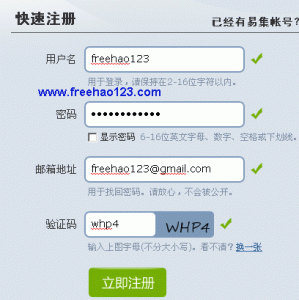 快速注册
已经有易集帐号?
用户名
freehao123
用于登录，请保持在2-16位字符以内。
www.freehao123.com
密码
••••••••••••
显示密码 6-16位英文字母、数字、空格或下划线。
邮箱地址
freehao123@gmail.com
用于找回密码。请放心，不会被公开。
验证码
whp4
WHP4
输入上图字母(不分大小写)。看不清? 换一张
立即注册